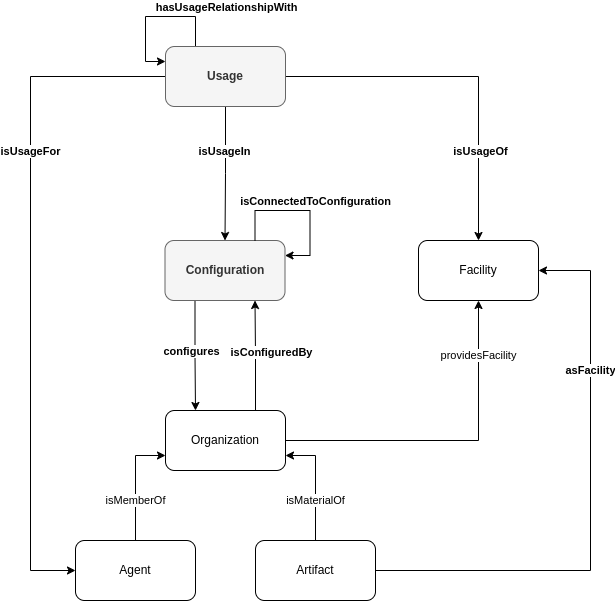 hasUsageRelationshipWith
Usage
isUsageFor
isUsageIn
isUsageOf
isConnectedToConfiguration
Configuration
Facility
configures
isConfiguredBy
providesFacility
asFacility
Organization
isMemberOf
isMaterialOf
Agent
Artifact